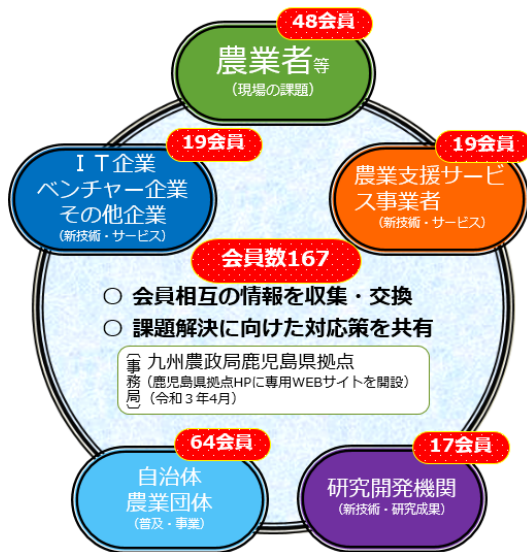 48会員
農業者等
（現場の課題）
19会員
ＩＴ企業
ベンチャー企業
その他企業
（新技術・サービス）
19会員
農業支援サービ
ス事業者
（新技術・サービス）
会員数167
○ 会員相互の情報を収集・交換
○ 課題解決に向けた対応策を共有
（事務局）
九州農政局鹿児島県拠点
（鹿児島県拠点HPに専用WEBサイトを開設）
（令和３年4月）
64会員
自治体
農業団体
（普及・事業）
17会員
研究開発機関
（新技術・研究成果）